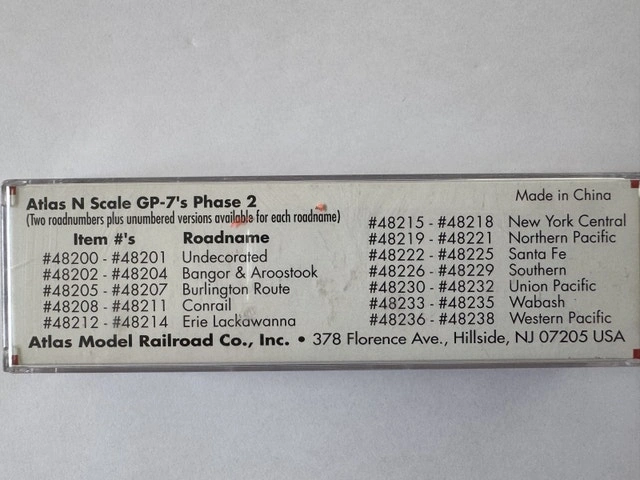 Atlas N Scale GP-7's Phase 2
(Two roadnumbers plus unumbered versions available for each roadname)
Item #'s Roadname
#48200 - #48201 Undecorated
#48202 - #48204 Bangor & Aroostook
#48205 - #48207 Burlington Route
#48208 - #48211 Conrail
#48212 - #48214 Erie Lackawanna
Made in China
#48215 - #48218 New York Central
#48219 - #48221 Northern Pacific
#48222 - #48225 Santa Fe
#48226 - #48229 Southern
#48230 - #48232 Union Pacific
#48233 - #48235 Wabash
#48236 - #48238 Western Pacific
Atlas Model Railroad Co., Inc. • 378 Florence Ave., Hillside, NJ 07205 USA